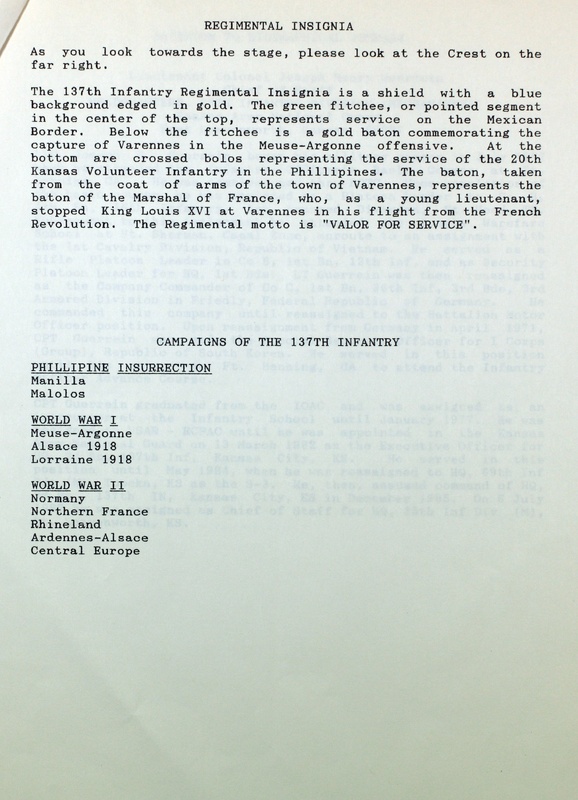 REGIMENTAL INSIGNIA
As you look towards the stage, please look at the Crest on the
far right.
The 137th Infantry Regimental Insignia is a shield with a blue
background edged in gold. The green fitchee, or pointed segment
in the center of the top, represents service on the Mexican
Border. Below the fitchee is a gold baton commemorating the
capture of Varennes in the Meuse-Argonne offensive. At the
bottom are crossed bolos representing the service of the 20th
Kansas Volunteer Infantry in the Phillipines. The baton, taken
from the coat of arms of the town of Varennes, represents the
baton of the Marshal of France, who, as a young lieutenant,
stopped King Louis XVI at Varennes in his flight from the French
Revolution. The Regimental motto is "VALOR FOR SERVICE".
CAMPAIGNS OF THE 137TH INFANTRY
PHILLIPINE INSURRECTION
Manilla
Malolos
WORLD WAR I
Meuse-Argonne
Alsace 1918
Lorraine 1918
WORLD WAR II
Normany
Northern France
Rhineland
Ardennes-Alsace
Central Europe